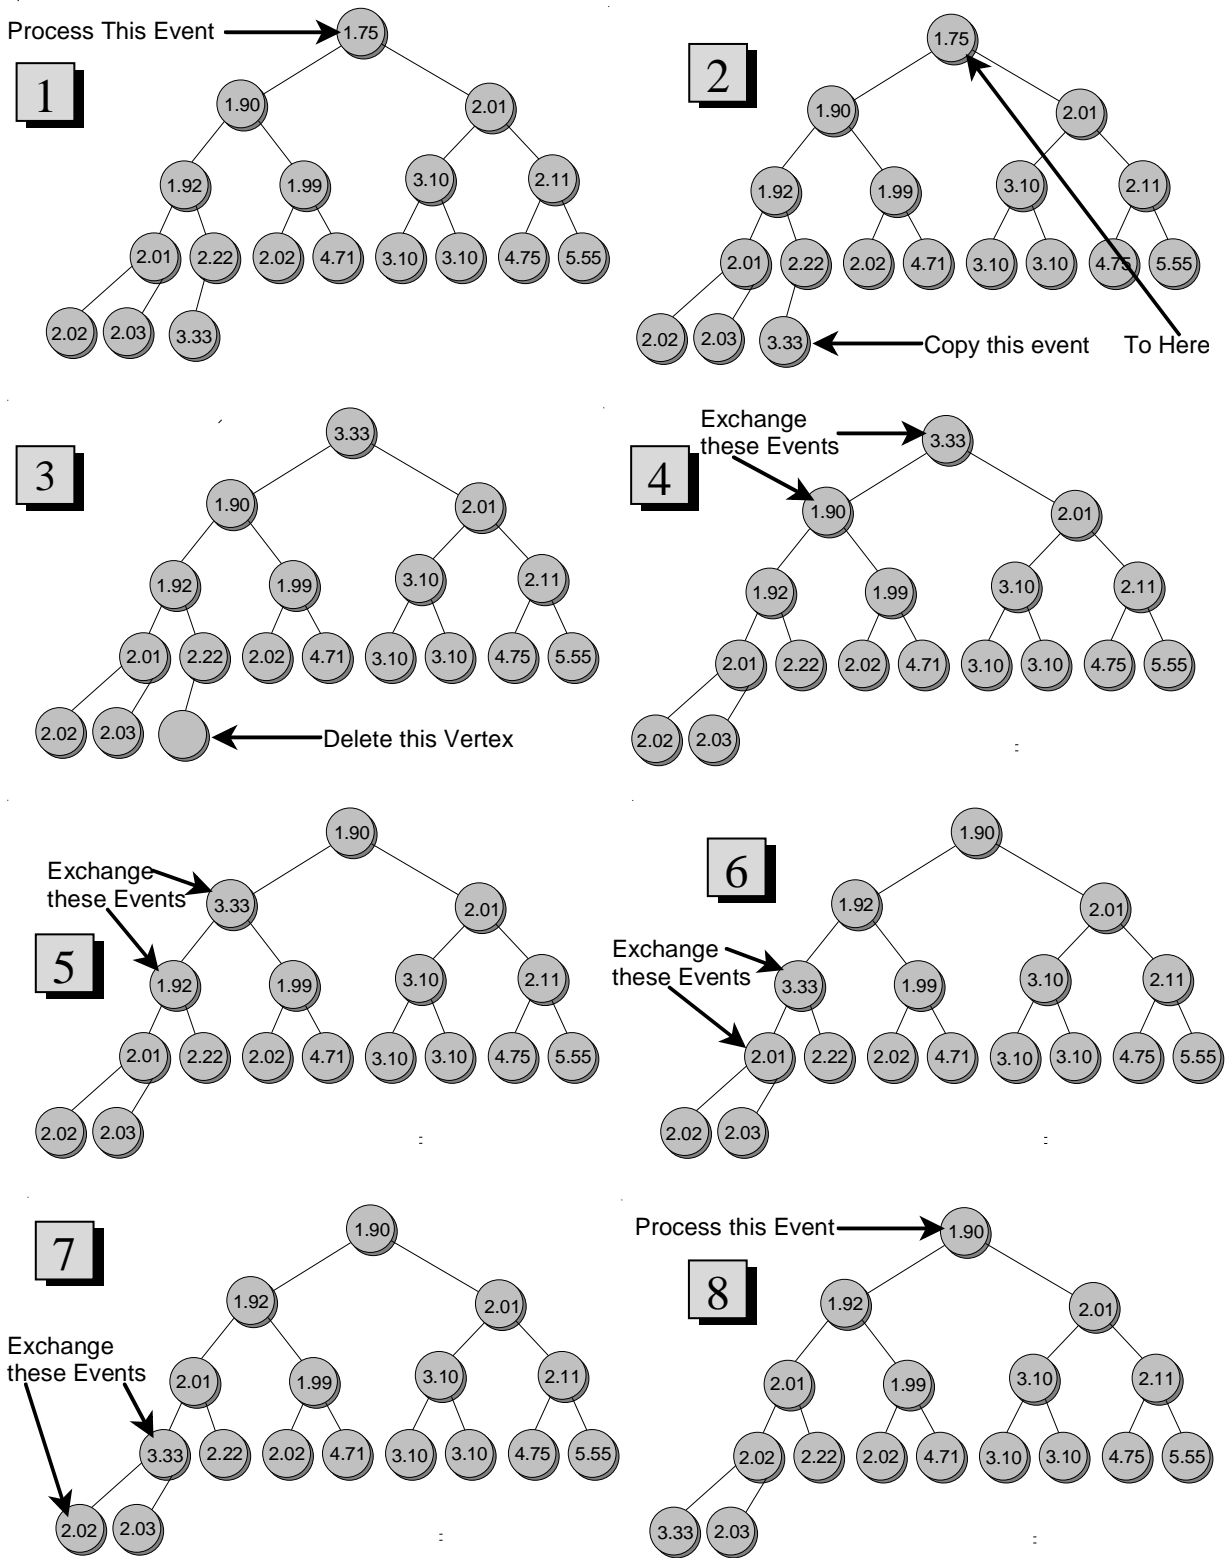 Process This Event
1
1.75
1.90 2.01
1.92 1.99 3.10 2.11
2.01 2.22 2.02 4.71 3.10 3.10 4.75 5.55
2.02 2.03 3.33
2
1.75
1.90 2.01
1.92 1.99 3.10 2.11
2.01 2.22 2.02 4.71 3.10 3.10 4.75 5.55
2.02 2.03 3.33
Copy this event
To Here
3
3.33
1.90 2.01
1.92 1.99 3.10 2.11
2.01 2.22 2.02 4.71 3.10 3.10 4.75 5.55
2.02 2.03
Delete this Vertex
4
Exchange
these Events
3.33
1.90 2.01
1.92 1.99 3.10 2.11
2.01 2.22 2.02 4.71 3.10 3.10 4.75 5.55
2.02 2.03
5
Exchange
these Events
1.90
3.33 2.01
1.92 1.99 3.10 2.11
2.01 2.22 2.02 4.71 3.10 3.10 4.75 5.55
2.02 2.03
6
Exchange
these Events
1.90
1.92 2.01
3.33 1.99 3.10 2.11
2.01 2.22 2.02 4.71 3.10 3.10 4.75 5.55
2.02 2.03
7
Exchange
these Events
1.90
1.92 2.01
2.01 1.99 3.10 2.11
3.33 2.22 2.02 4.71 3.10 3.10 4.75 5.55
2.02 2.03
Process this Event
8
1.90
1.92 2.01
2.01 1.99 3.10 2.11
2.02 2.22 2.02 4.71 3.10 3.10 4.75 5.55
3.33 2.03